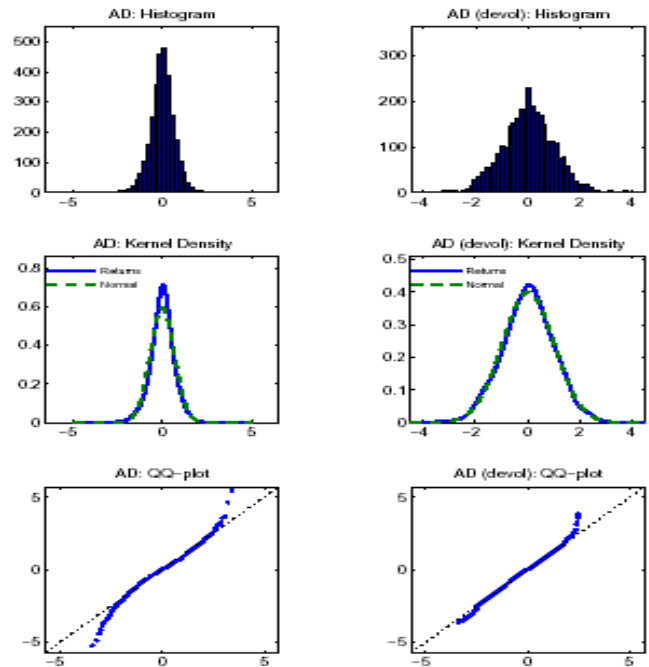 AD: Histogram
500
400
300
200
100
0
−5 0 5
AD (devol): Histogram
300
200
100
0
−4 −2 0 2 4
AD: Kernel Density
0.8
0.6
0.4
0.2
0
Returns
Normal
−5 0 5
AD (devol): Kernel Density
0.5
0.4
0.3
0.2
0.1
0
Returns
Normal
−4 −2 0 2 4
AD: QQ−plot
5
0
−5
−5 0 5
AD (devol): QQ−plot
5
0
−5
−5 0 5